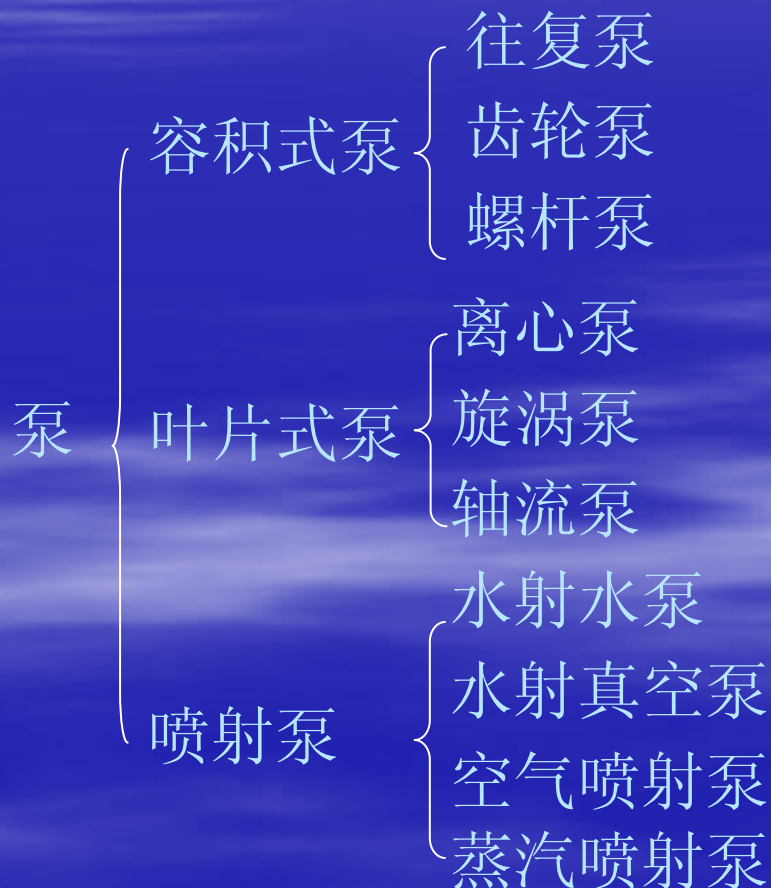 泵
容积式泵
往复泵
齿轮泵
螺杆泵
叶片式泵
离心泵
旋涡泵
轴流泵
喷射泵
水射水泵
水射真空泵
空气喷射泵
蒸汽喷射泵